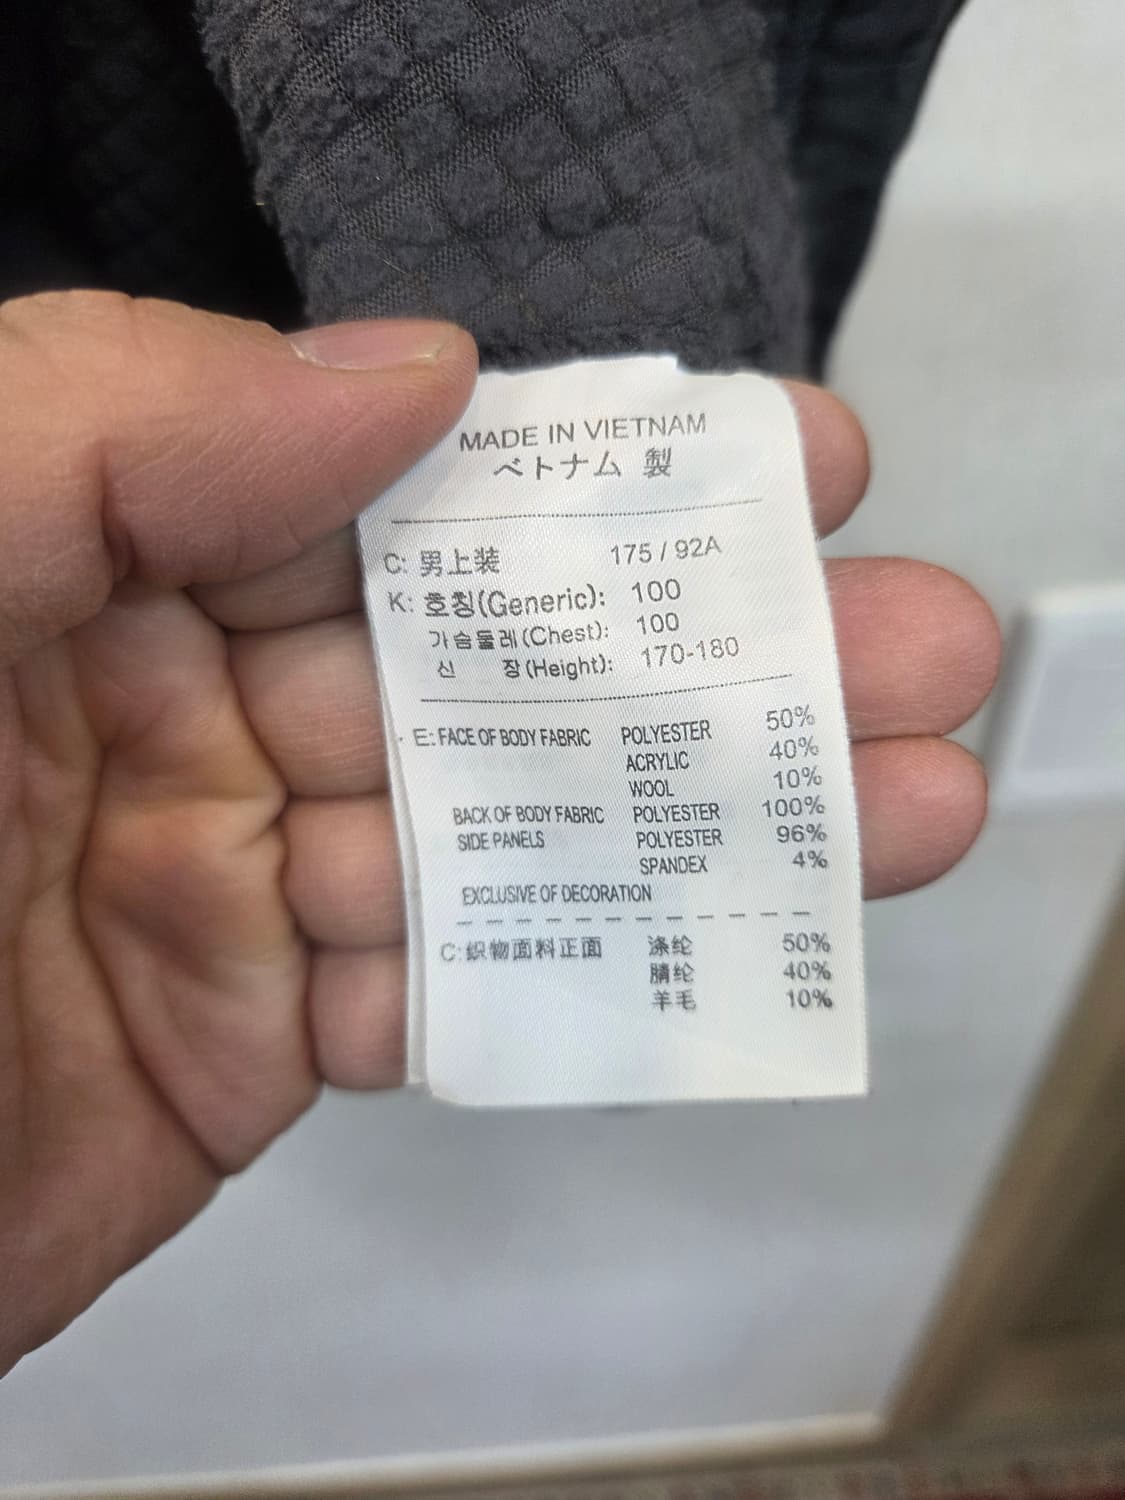 MADE IN VIETNAM
ベトナム 製
C: 男上装 175 / 92A
K: 호칭(Generic): 100
가슴둘레(Chest): 100
신 장(Height): 170-180
E: FACE OF BODY FABRIC POLYESTER 50%
ACRYLIC 40%
WOOL 10%
BACK OF BODY FABRIC POLYESTER 100%
SIDE PANELS POLYESTER 96%
SPANDEX 4%
EXCLUSIVE OF DECORATION
C: 织物面料正面 涤纶 50%
腈纶 40%
羊毛 10%